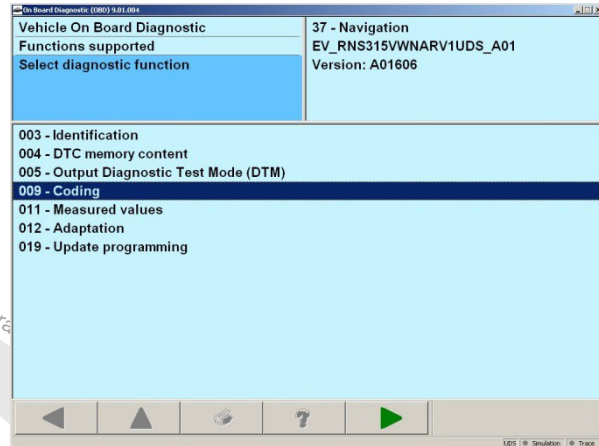 On Board Diagnostic (OBD) 9.01.004
Vehicle On Board Diagnostic
Functions supported
Select diagnostic function
37 - Navigation
EV_RNS315VWNARV1UDS_A01
Version: A01606
003 - Identification
004 - DTC memory content
005 - Output Diagnostic Test Mode (DTM)
009 - Coding
011 - Measured values
012 - Adaptation
019 - Update programming
?
UDS Simulation Trace